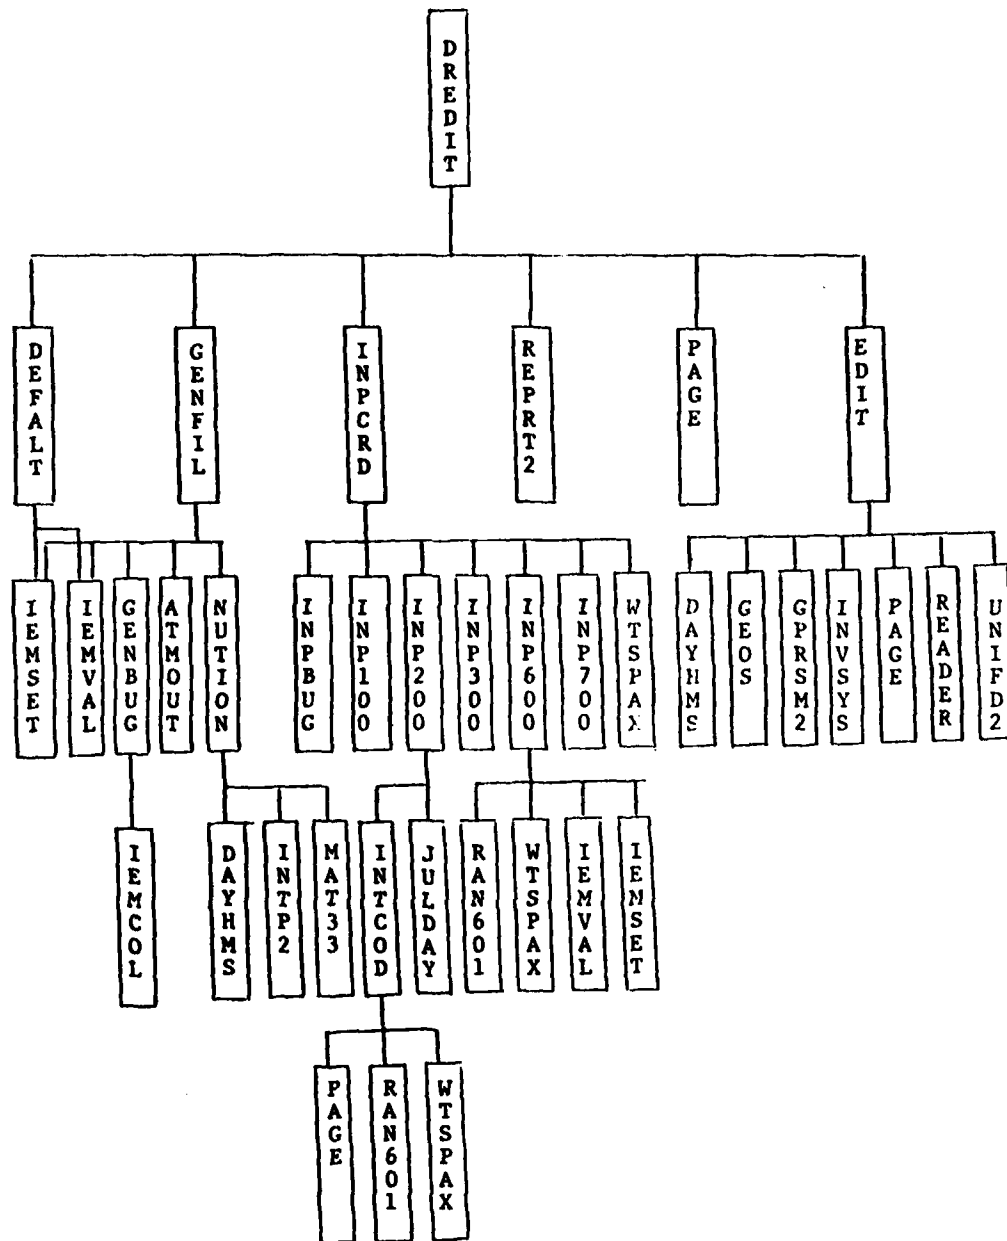 DREDIT
DEFALT
GENFIL
INPCRD
REPRT2
PAGE
EDIT
IEMSET
IEMVAL
GENBUG
ATMOUT
NUTION
INPBUG
INP100
INP200
INP300
INP600
INP700
WTSPAX
DAYHMS
GEOS
GPRSM2
INVSYS
PAGE
READER
UNIFD2
IEMCOL
DAYHMS
INTP2
MAT33
INTCOD
JULDAY
RAN601
WTSPAX
IEMVAL
IEMSET
PAGE
RAN601
WTSPAX